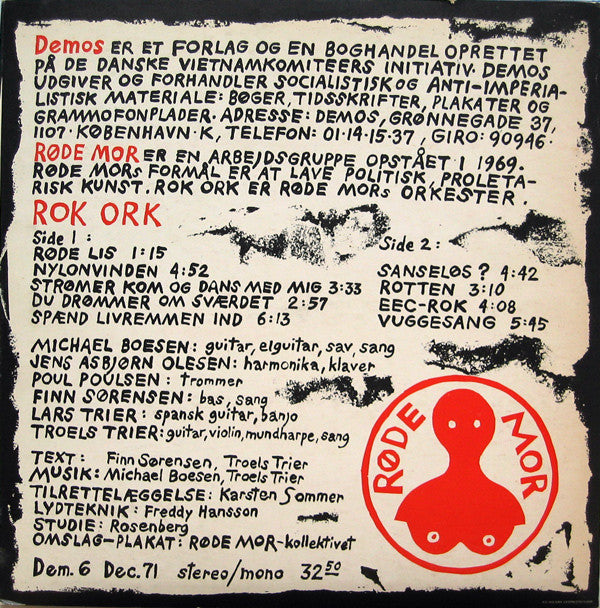 Demos ER ET FORLAG OG EN BOGHANDEL OPRETTET
PÅ DE DANSKE VIETNAMKOMITEERS INITIATIV. DEMOS
UDGIVER OG FORHANDLER SOCIALISTISK OG ANTI-IMPERIA-
LISTISK MATERIALE: BØGER, TIDSSKRIFTER, PLAKATER OG
GRAMMOFONPLADER. ADRESSE: DEMOS, GRØNNEGADE 37,
1107 · KØBENHAVN · K, TELEFON: 01·14·15·37, GIRO: 90946.
RØDE MOR ER EN ARBEJDSGRUPPE OPSTÅET I 1969.
RØDE MORs FORMÅL ER AT LAVE POLITISK, PROLETA-
RISK KUNST. ROK ORK ER RØDE MORs ORKESTER.
ROK ORK
Side 1:
RØDE LIS 1:15
NYLONVINDEN 4:52
STRØMER KOM OG DANS MED MIG 3:33
DU DRØMMER OM SVÆRDET 2:57
SPÆND LIVREMMEN IND 6:13
Side 2:
SANSELØS? 4:42
ROTTEN 3:10
EEC-ROK 4:08
VUGGESANG 5:45
MICHAEL BOESEN: guitar, elguitar, sav, sang
JENS ASBJØRN OLESEN: harmonika, klaver
POUL POULSEN: trommer
FINN SØRENSEN: bas, sang
LARS TRIER: spansk guitar, banjo
TROELS TRIER: guitar, violin, mundharpe, sang
TEXT: Finn Sørensen, Troels Trier
MUSIK: Michael Boesen, Troels Trier
TILRETTELÆGGELSE: Karsten Sommer
LYDTEKNIK: Freddy Hansson
STUDIE: Rosenberg
OMSLAG-PLAKAT: RØDE MOR-kollektivet
Dem. 6 Dec. 71 stereo/mono 32 50
RØDE MOR